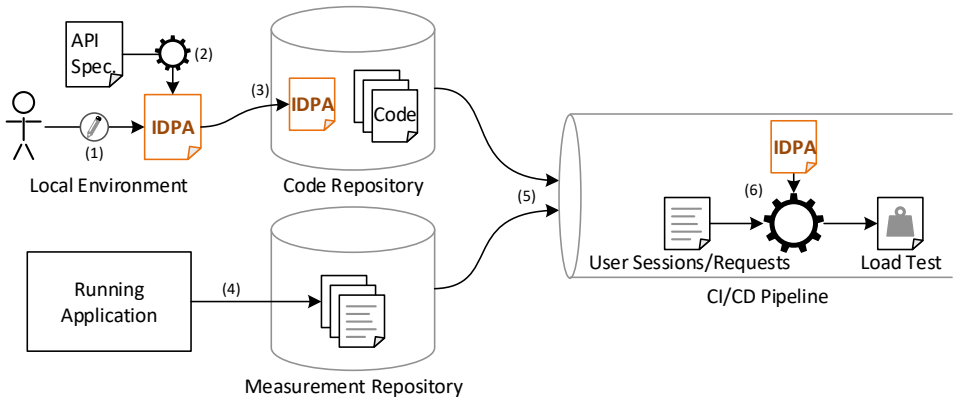 API
Spec.
(2)
IDPA
(1)
Local Environment
(3)
IDPA
Code
Code Repository
(4)
Running
Application
Measurement Repository
(5)
IDPA
(6)
User Sessions/Requests
Load Test
CI/CD Pipeline